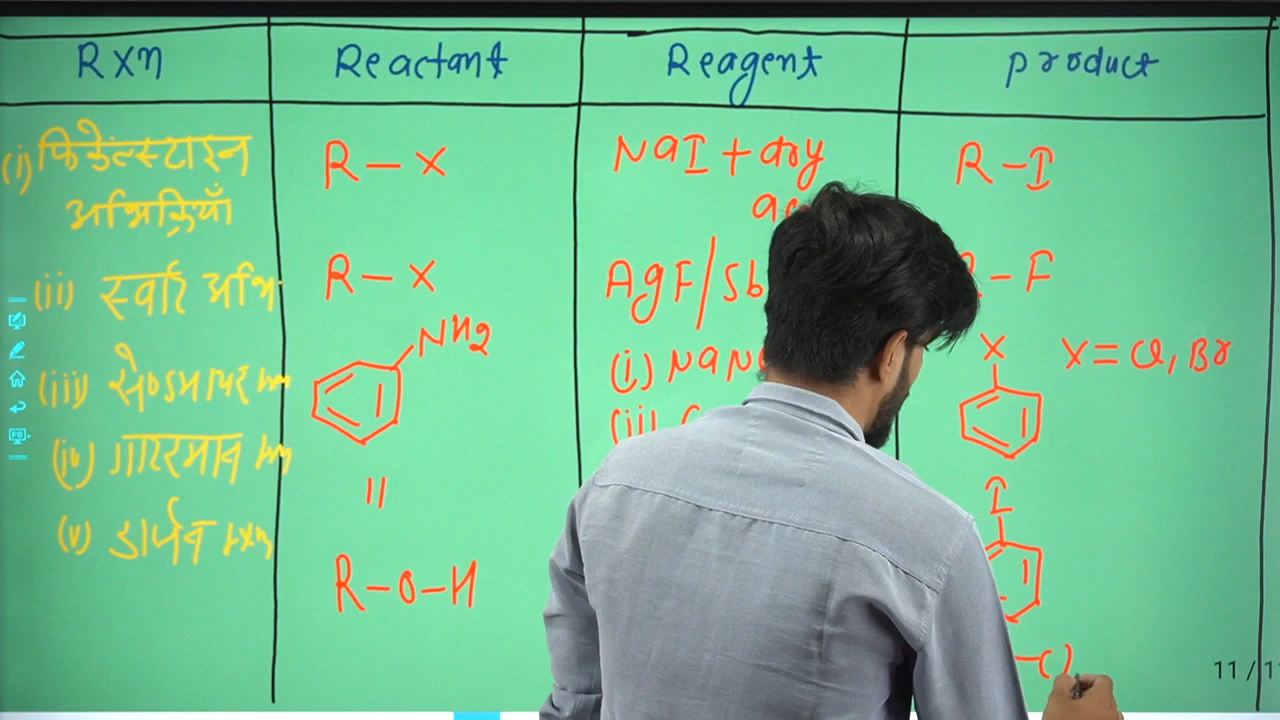 Rxn Reactant Reagent product
(i) फिंकेल्स्टाइन R-X NaI + dry R-I
अभिक्रियाँ
(ii) स्वार्ट अभि. R-X AgF/Sb -F
(iii) सेण्डमायर rxn NH2 (i) NaN X X=Cl, Br
(iv) गाटरमान rxn " (ii) I
(v) डार्जन rxn R-O-H
11/1